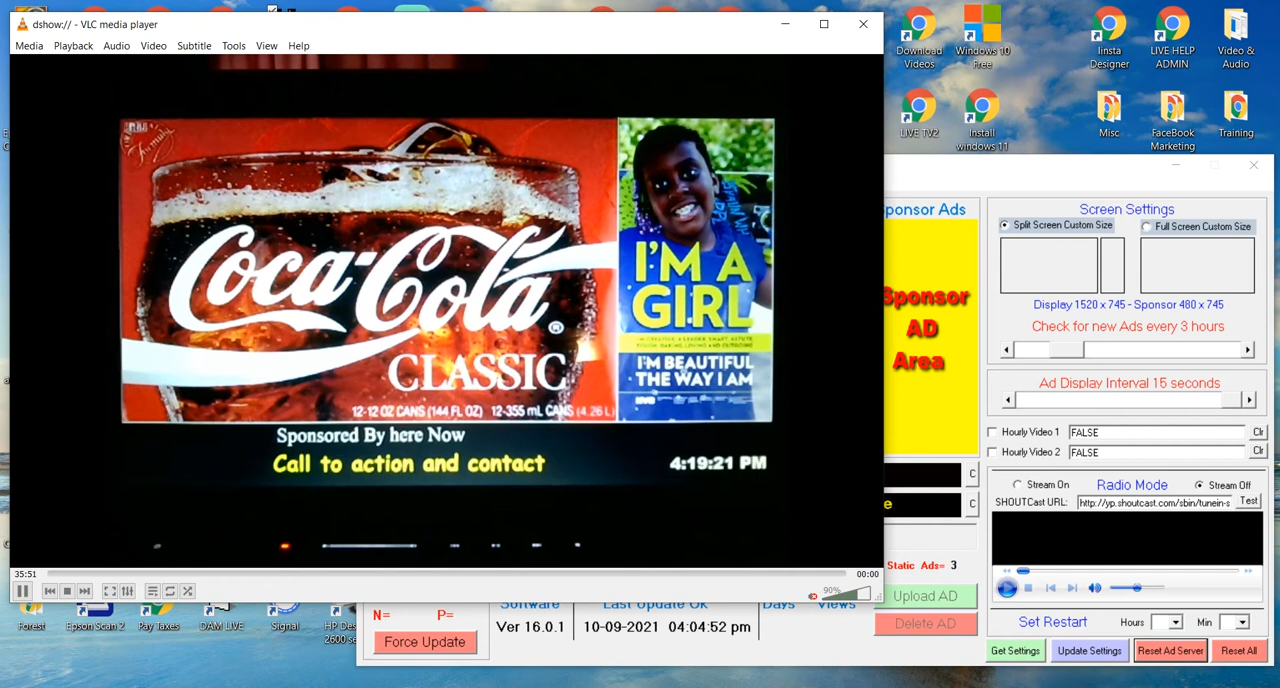 dshow:// - VLC media player
Media Playback Audio Video Subtitle Tools View Help
Coca-Cola
®
CLASSIC
12-12 OZ CANS (144 FL OZ) 12-355 mL CANS (4.26 L)
I'M A
GIRL
I'M BEAUTIFUL
THE WAY I AM
Sponsored By here Now
Call to action and contact
4:19:21 PM
35:51
00:00
90%
Download
Videos
Windows 10
Free
Iinsta
Designer
LIVE-HELP
ADMIN
Video &
Audio
LIVE TV2
Install
windows 11
Misc
FaceBook
Marketing
Training
ponsor Ads
Sponsor
AD
Area
C
e
C
Static Ads= 3
Upload AD
Delete AD
Screen Settings
Split Screen Custom Size
Full Screen Custom Size
Display 1520 x 745 - Sponsor 480 x 745
Check for new Ads every 3 hours
Ad Display Interval 15 seconds
Hourly Video 1 FALSE Clr
Hourly Video 2 FALSE Clr
Stream On Radio Mode Stream Off
SHOUTCast URL: http://yp.shoutcast.com/sbin/tunein-s Test
Set Restart Hours Min
Get Settings Update Settings Reset Ad Server Reset All
Forest
Epson Scan 2
Pay Taxes
DAM LIVE
Signal
HP Des
2600 se
N= P=
Force Update
Software
Ver 16.0.1
Last Update OK
10-09-2021 04:04:52 pm
Days Views